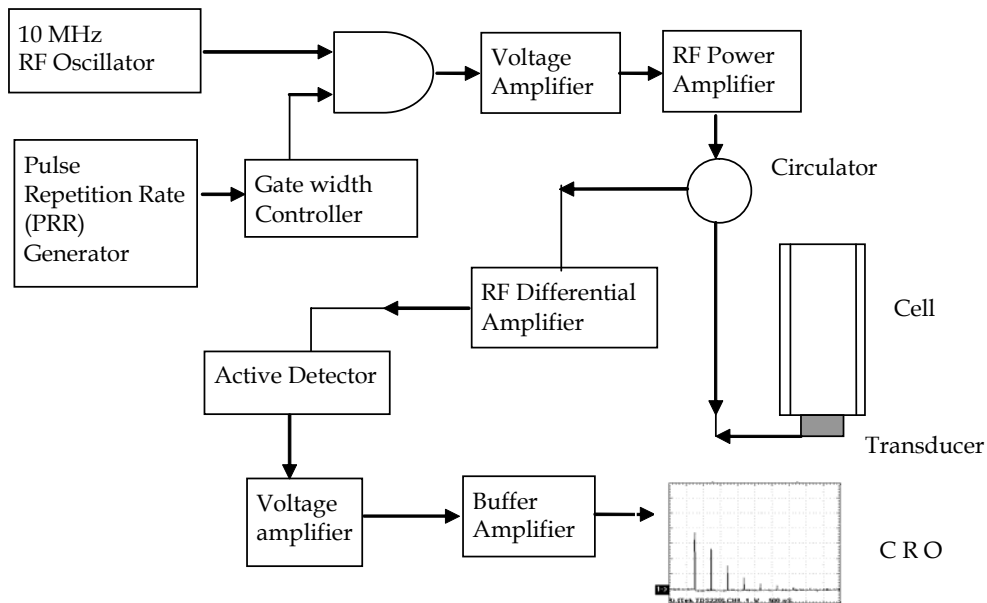 10 MHz
RF Oscillator
Voltage
Amplifier
RF Power
Amplifier
Circulator
Pulse
Repetition Rate
(PRR)
Generator
Gate width
Controller
RF Differential
Amplifier
Cell
Active Detector
Transducer
Voltage
amplifier
Buffer
Amplifier
C R O